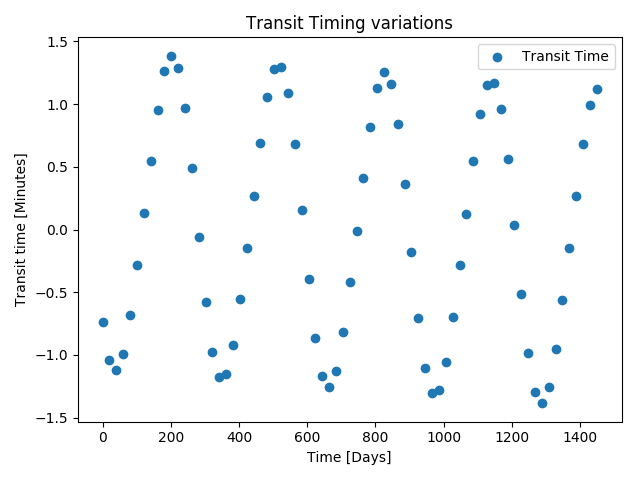 Transit Timing variations
Transit Time
Transit time [Minutes]
1.5
1.0
0.5
0.0
−0.5
−1.0
−1.5
0 200 400 600 800 1000 1200 1400
Time [Days]